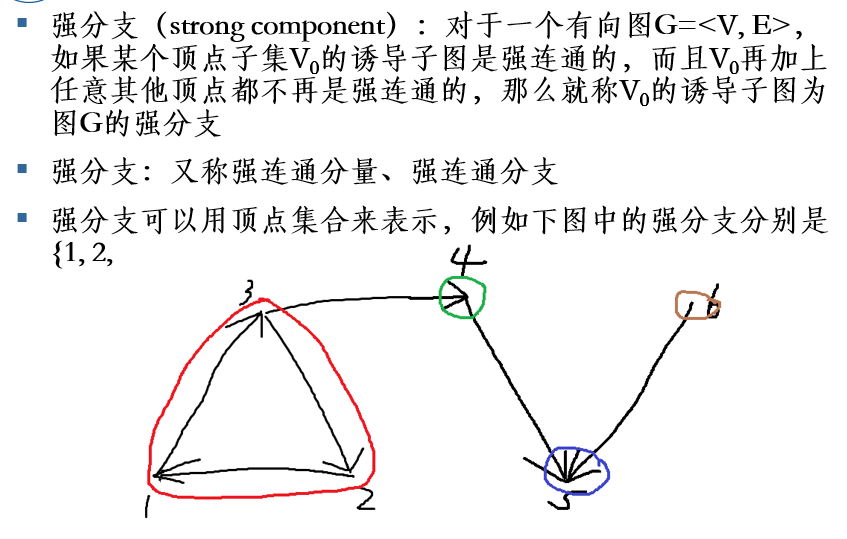 强分支（strong component）：对于一个有向图G=<V, E>，
如果某个顶点子集V₀的诱导子图是强连通的，而且V₀再加上
任意其他顶点都不再是强连通的，那么就称V₀的诱导子图为
图G的强分支
强分支：又称强连通分量、强连通分支
强分支可以用顶点集合来表示，例如下图中的强分支分别是
{1, 2,
4
3
6
1
2
5